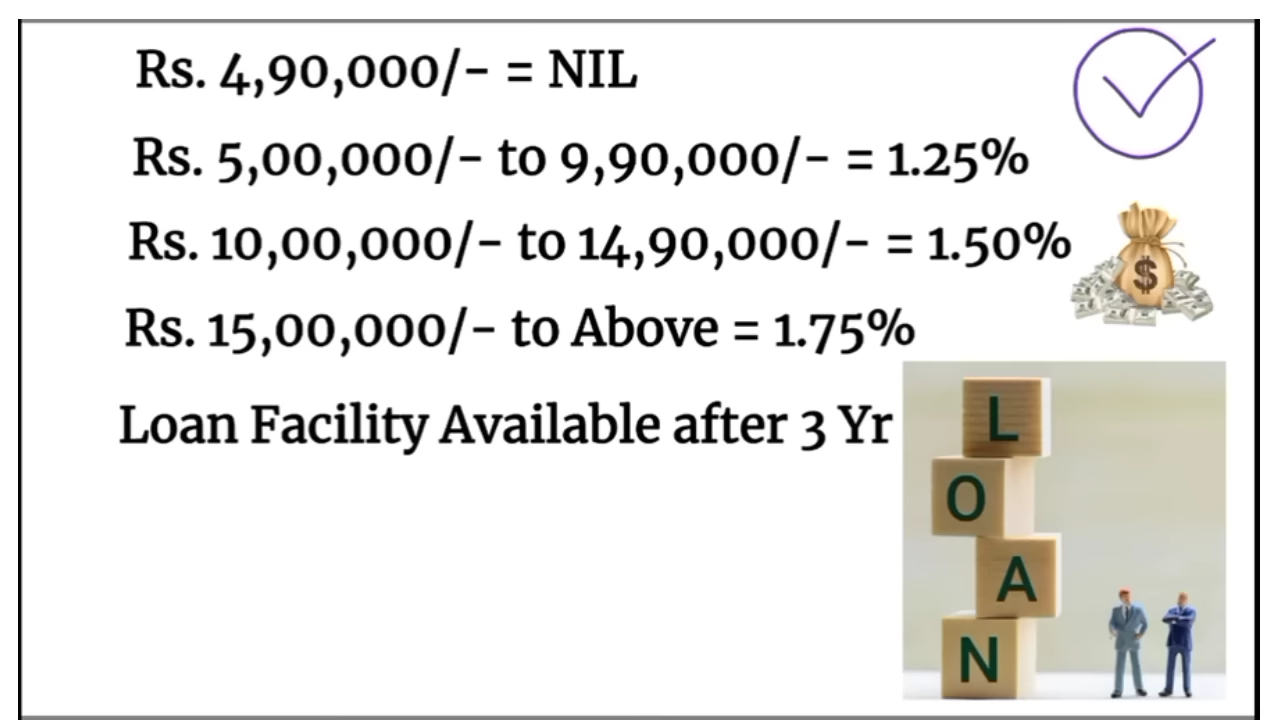 Rs. 4,90,000/- = NIL
Rs. 5,00,000/- to 9,90,000/- = 1.25%
Rs. 10,00,000/- to 14,90,000/- = 1.50%
$
Rs. 15,00,000/- to Above = 1.75%
Loan Facility Available after 3 Yr
L
O
A
N